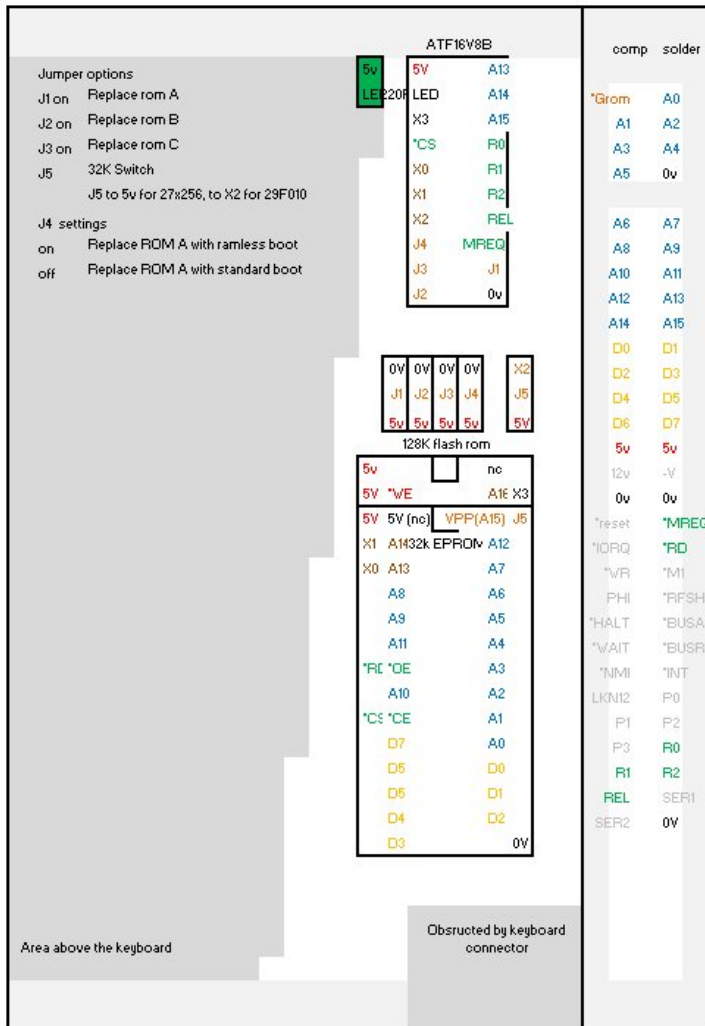 ATF16V8B
comp solder
5v 5V A13
Jumper options
LED LED A14
J1 on Replace rom A
X3 A15
J2 on Replace rom B
*CS R0
J3 on Replace rom C
X0 R1
J5 32K Switch
X1 R2
J5 to 5v for 27x256, to X2 for 29F010
X2 REL
J4 settings
J4 MREQ
on Replace ROM A with ramless boot
J3 J1
off Replace ROM A with standard boot
J2 0v
0V 0V 0V 0V X2
J1 J2 J3 J4 J5
5v 5v 5v 5v 5V
128K flash rom
5v nc
5V *WE A16 X3
5V 5V (nc) VPP(A15) J5
X1 A14 32k EPROM A12
X0 A13 A7
A8 A6
A9 A5
A11 A4
*OE A3
A10 A2
*CS *CE A1
D7 A0
D5 D0
D5 D1
D4 D2
D3 0V
Area above the keyboard
Obsructed by keyboard
connector
*Grom A0
A1 A2
A3 A4
A5 0v
A6 A7
A8 A9
A10 A11
A12 A13
A14 A15
D0 D1
D2 D3
D4 D5
D6 D7
5v 5v
12v -V
0v 0v
*reset *MREQ
*IORQ *RD
*WR *M1
PHI *RFSH
*HALT *BUSA
*WAIT *BUSR
*NMI *INT
LKN12 P0
P1 P2
P3 R0
R1 R2
REL SER1
SER2 0V